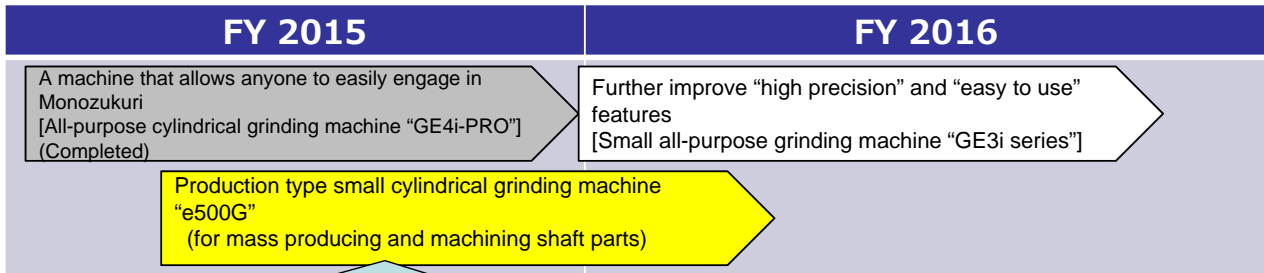 FY 2015
FY 2016
A machine that allows anyone to easily engage in
Monozukuri
[All-purpose cylindrical grinding machine “GE4i-PRO”]
(Completed)
Further improve “high precision” and “easy to use”
features
[Small all-purpose grinding machine “GE3i series”]
Production type small cylindrical grinding machine
“e500G”
(for mass producing and machining shaft parts)